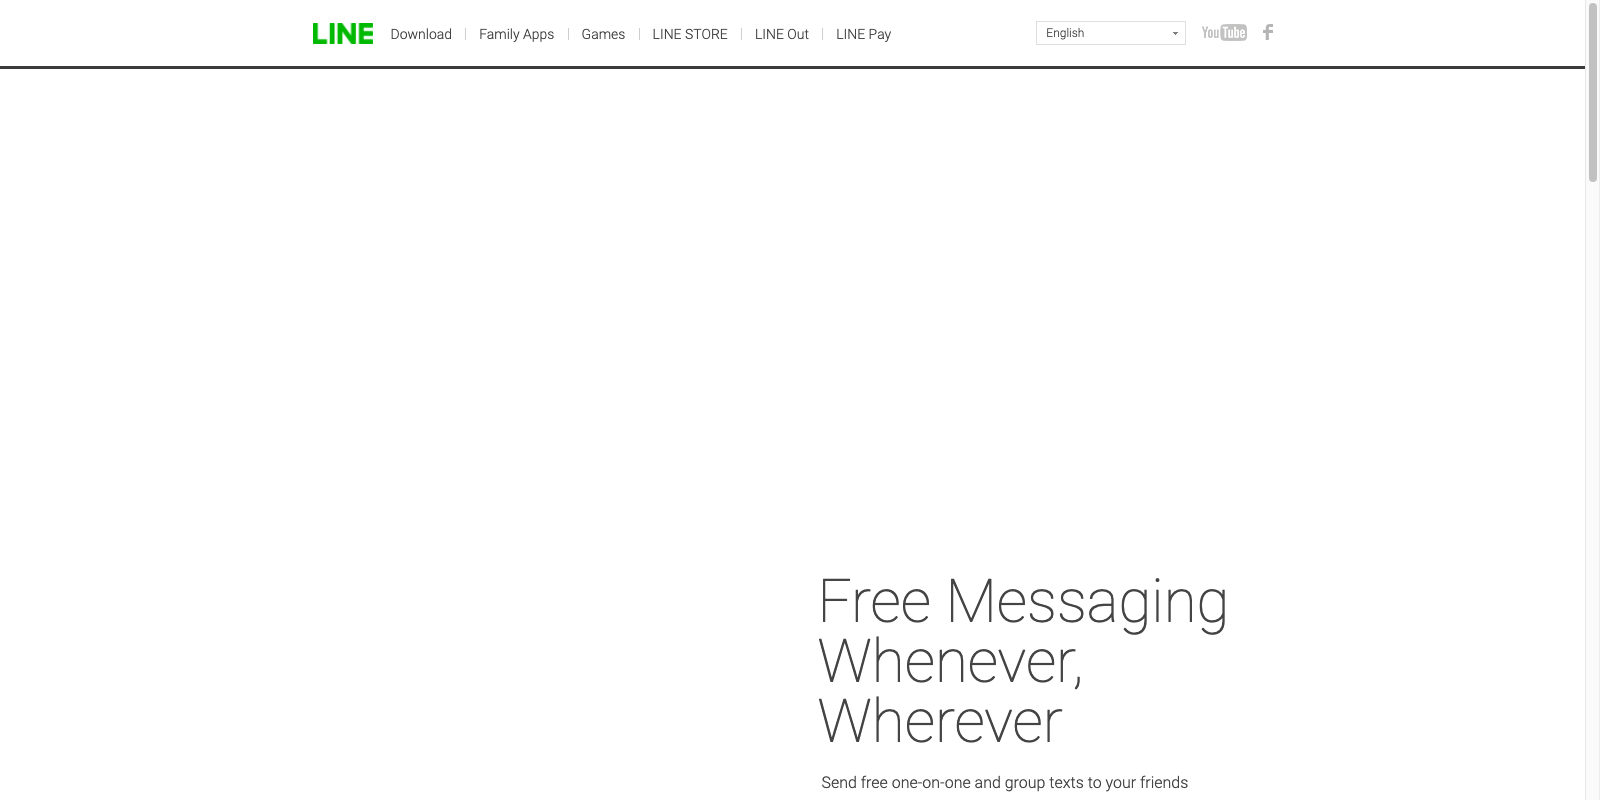 LINE Download Family Apps Games LINE STORE LINE Out LINE Pay English YouTube f
Free Messaging
Whenever,
Wherever
Send free one-on-one and group texts to your friends